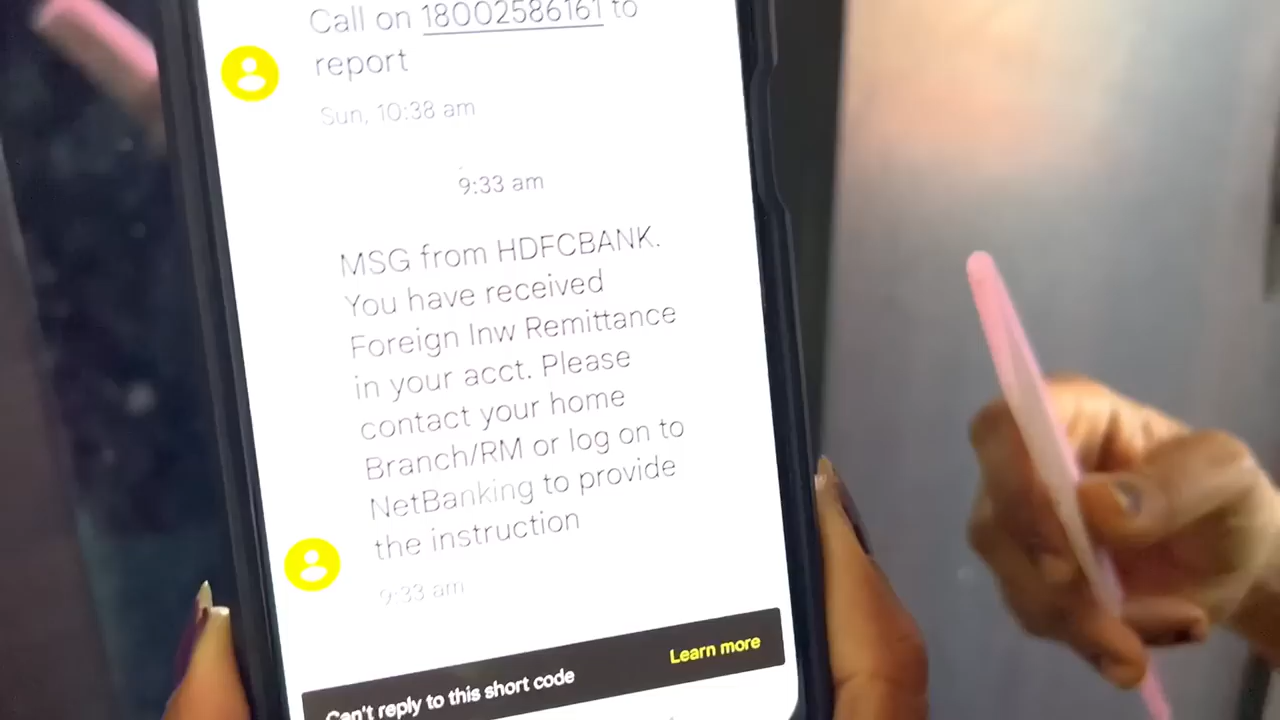 Call on 18002586161 to
report
Sun, 10:38 am
9:33 am
MSG from HDFCBANK.
You have received
Foreign Inw Remittance
in your acct. Please
contact your home
Branch/RM or log on to
NetBanking to provide
the instruction
9:33 am
Can't reply to this short code
Learn more